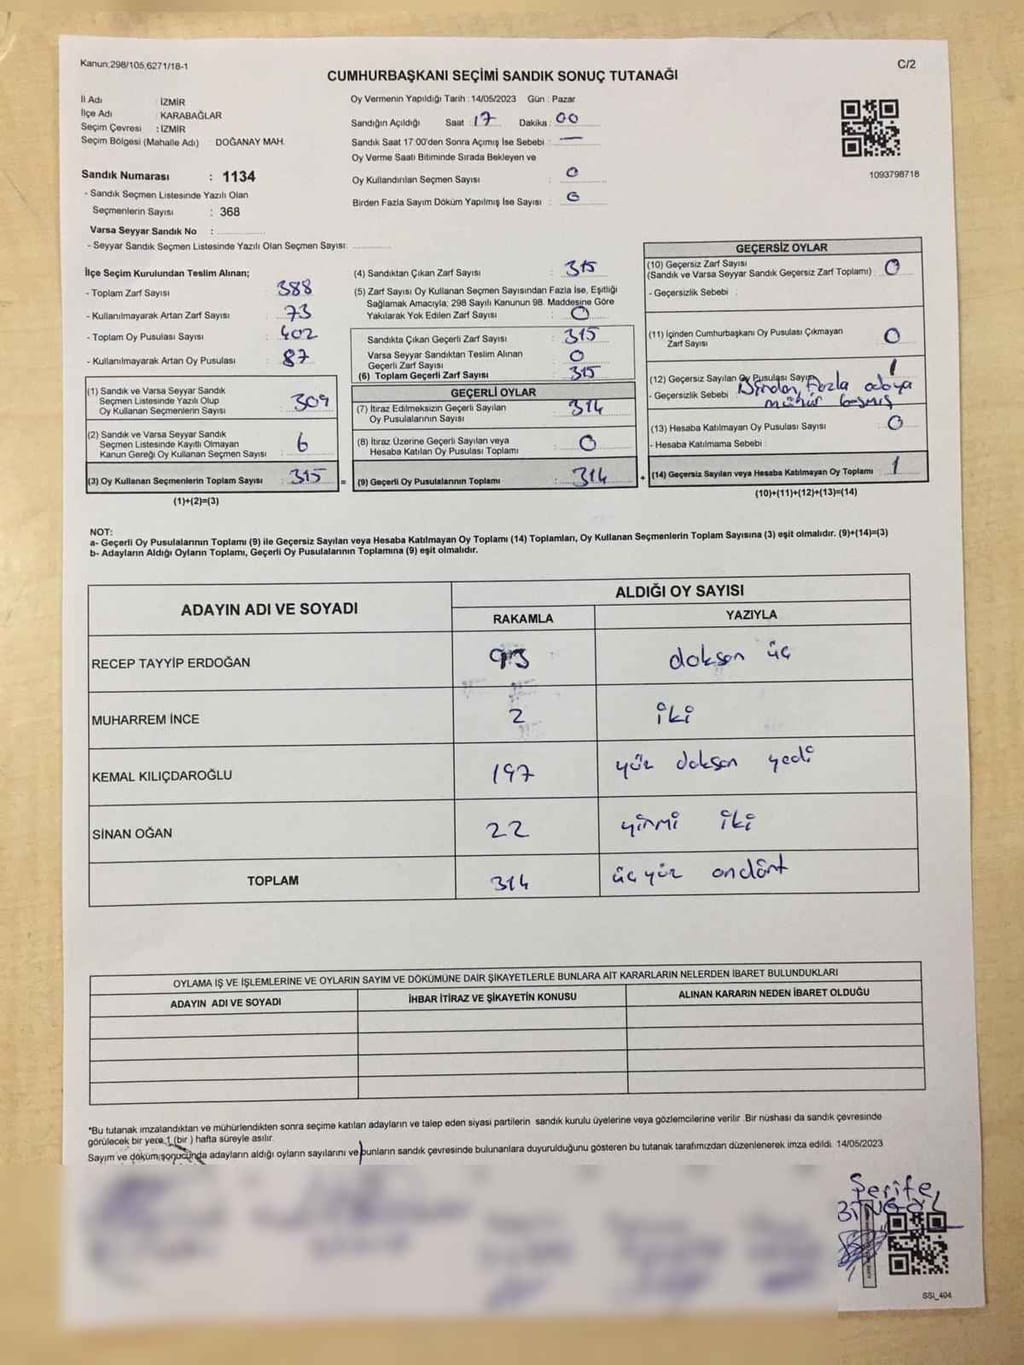 Kanun:298/105,6271/18-1
C/2
CUMHURBAŞKANI SEÇİMİ SANDIK SONUÇ TUTANAĞI
İl Adı : İZMİR
İlçe Adı : KARABAĞLAR
Seçim Çevresi : İZMİR
Seçim Bölgesi (Mahalle Adı) DOĞANAY MAH.
Sandık Numarası : 1134
- Sandık Seçmen Listesinde Yazılı Olan
Seçmenlerin Sayısı : 368
Varsa Seyyar Sandık No :
- Seyyar Sandık Seçmen Listesinde Yazılı Olan Seçmen Sayısı:
Oy Vermenin Yapıldığı Tarih : 14/05/2023 Gün : Pazar
Sandığın Açıldığı Saat : 17 Dakika : 00
Sandık Saat 17:00'den Sonra Açımış İse Sebebi : —
Oy Verme Saati Bitiminde Sırada Bekleyen ve
Oy Kullandırılan Seçmen Sayısı : 0
Birden Fazla Sayım Döküm Yapılmış İse Sayısı : 0
1093798718
İlçe Seçim Kurulundan Teslim Alınan;
- Toplam Zarf Sayısı : 388
- Kullanılmayarak Artan Zarf Sayısı : 73
- Toplam Oy Pusulası Sayısı : 402
- Kullanılmayarak Artan Oy Pusulası : 87
(1) Sandık ve Varsa Seyyar Sandık
Seçmen Listesinde Yazılı Olup
Oy Kullanan Seçmenlerin Sayısı : 309
(2) Sandık ve Varsa Seyyar Sandık
Seçmen Listesinde Kayıtlı Olmayan
Kanun Gereği Oy Kullanan Seçmen Sayısı : 6
(3) Oy Kullanan Seçmenlerin Toplam Sayısı : 315 =
(1)+(2)=(3)
(4) Sandıktan Çıkan Zarf Sayısı : 315
(5) Zarf Sayısı Oy Kullanan Seçmen Sayısından Fazla İse, Eşitliği
Sağlamak Amacıyla; 298 Sayılı Kanunun 98. Maddesine Göre
Yakılarak Yok Edilen Zarf Sayısı : 0
Sandıkta Çıkan Geçerli Zarf Sayısı : 315
Varsa Seyyar Sandıktan Teslim Alınan
Geçerli Zarf Sayısı : 0
(6) Toplam Geçerli Zarf Sayısı : 315
GEÇERLİ OYLAR
(7) İtiraz Edilmeksizin Geçerli Sayılan
Oy Pusulalarının Sayısı : 314
(8) İtiraz Üzerine Geçerli Sayılan veya
Hesaba Katılan Oy Pusulası Toplamı : 0
(9) Geçerli Oy Pusulalarının Toplamı : 314 +
GEÇERSİZ OYLAR
(10) Geçersiz Zarf Sayısı
(Sandık ve Varsa Seyyar Sandık Geçersiz Zarf Toplamı) : 0
- Geçersizlik Sebebi :
(11) İçinden Cumhurbaşkanı Oy Pusulası Çıkmayan
Zarf Sayısı : 0
(12) Geçersiz Sayılan Oy Pusulası Sayısı 1
- Geçersizlik Sebebi Birden Fazla adaya
mühür basmış
(13) Hesaba Katılmayan Oy Pusulası Sayısı : 0
- Hesaba Katılmama Sebebi :
(14) Geçersiz Sayılan veya Hesaba Katılmayan Oy Toplamı : 1
(10)+(11)+(12)+(13)=(14)
NOT:
a- Geçerli Oy Pusulalarının Toplamı (9) ile Geçersiz Sayılan veya Hesaba Katılmayan Oy Toplamı (14) Toplamları, Oy Kullanan Seçmenlerin Toplam Sayısına (3) eşit olmalıdır. (9)+(14)=(3)
b- Adayların Aldığı Oyların Toplamı, Geçerli Oy Pusulalarının Toplamına (9) eşit olmalıdır.
ADAYIN ADI VE SOYADI
ALDIĞI OY SAYISI
RAKAMLA YAZIYLA
RECEP TAYYİP ERDOĞAN 93 doksan üç
MUHARREM İNCE 2 iki
KEMAL KILIÇDAROĞLU 197 yüz doksan yedi
SİNAN OĞAN 22 yirmi iki
TOPLAM 314 üç yüz ondört
OYLAMA İŞ VE İŞLEMLERİNE VE OYLARIN SAYIM VE DÖKÜMÜNE DAİR ŞİKAYETLERLE BUNLARA AİT KARARLARIN NELERDEN İBARET BULUNDUKLARI
ADAYIN ADI VE SOYADI İHBAR İTİRAZ VE ŞİKAYETİN KONUSU ALINAN KARARIN NEDEN İBARET OLDUĞU
*Bu tutanak imzalandıktan ve mühürlendikten sonra seçime katılan adayların ve talep eden siyasi partilerin sandık kurulu üyelerine veya gözlemcilerine verilir. Bir nüshası da sandık çevresinde
görülecek bir yere 1 (bir ) hafta süreyle asılır.
Sayım ve döküm sonucunda adayların aldığı oyların sayılarını ve bunların sandık çevresinde bulunanlara duyurulduğunu gösteren bu tutanak tarafımızdan düzenlenerek imza edildi. 14/05/2023
Şerife
BİNGÖL
SSİ_404